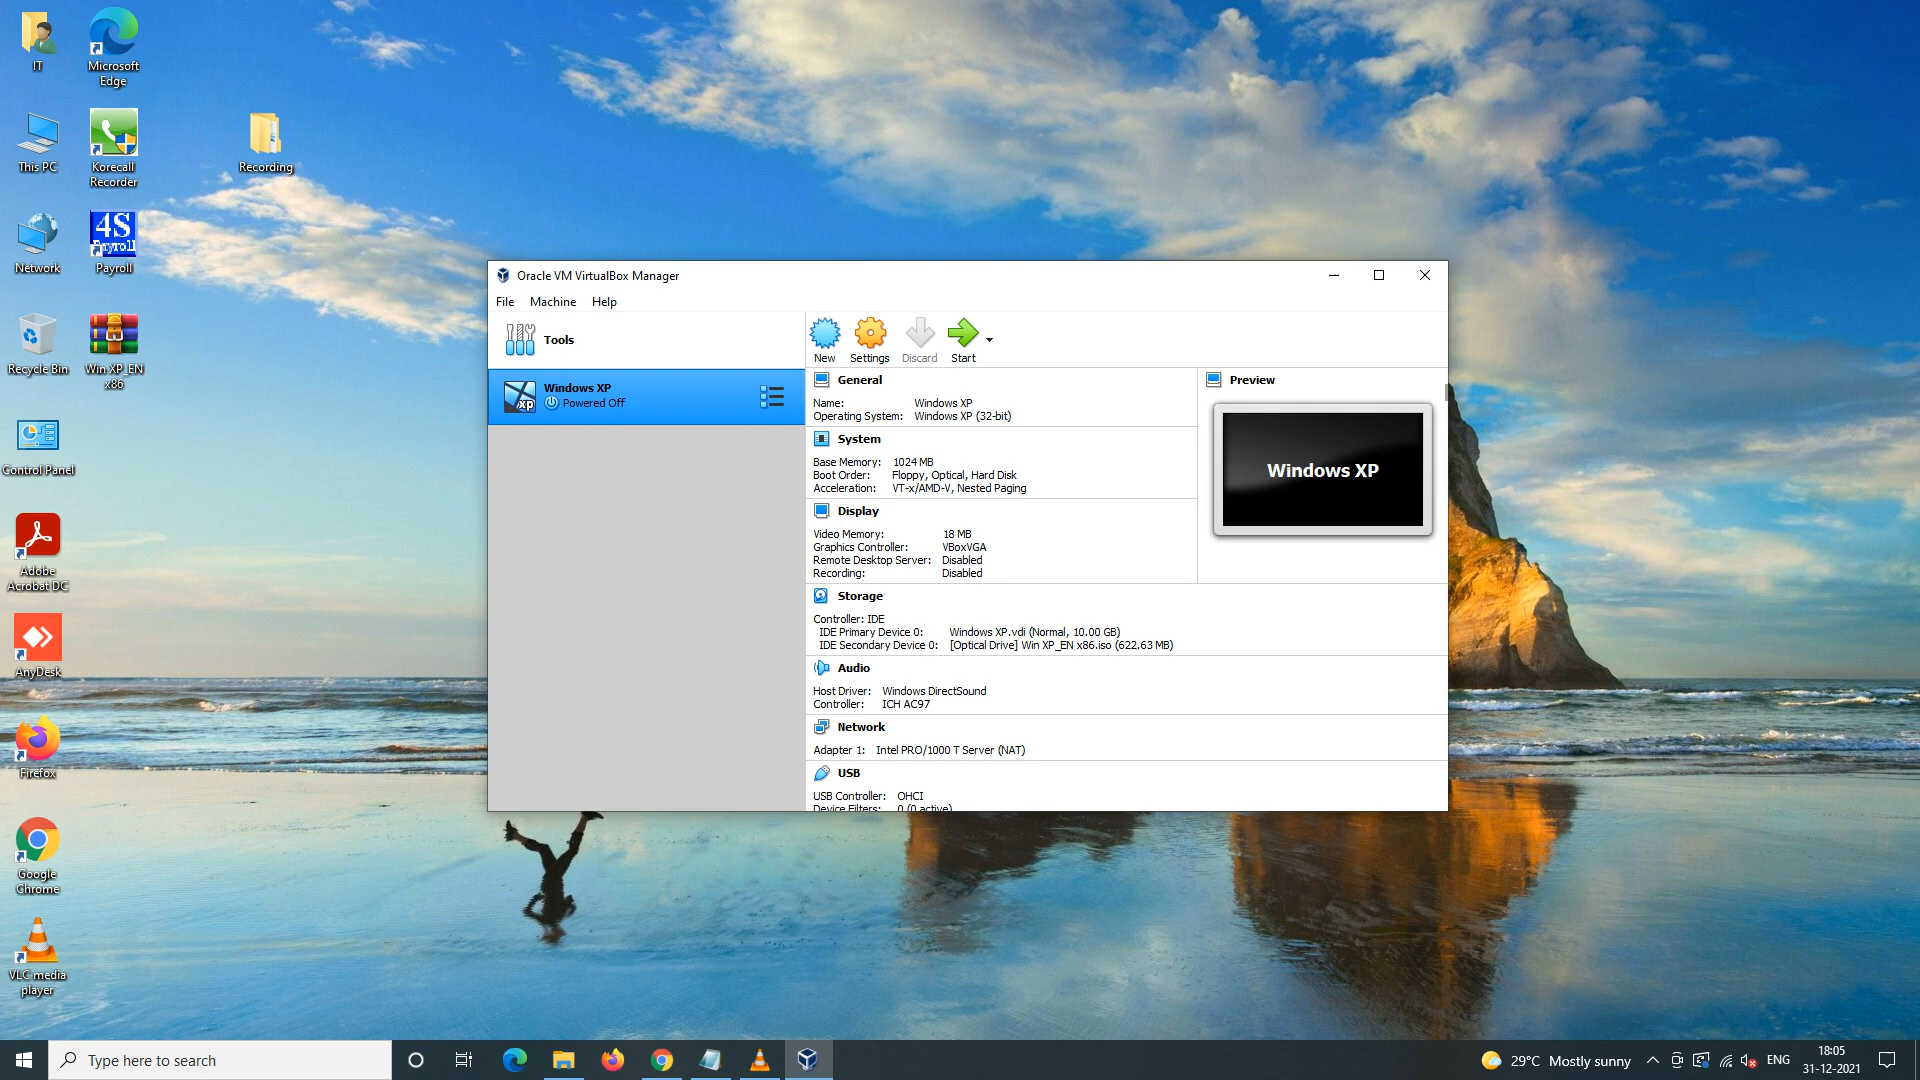 IT
Microsoft
Edge
This PC
Korecall
Recorder
Recording
Network
4S
Payroll
Payroll
Recycle Bin
Win XP_EN
x86
Control Panel
Adobe
Acrobat DC
AnyDesk
Firefox
Google
Chrome
VLC media
player
Oracle VM VirtualBox Manager
File Machine Help
Tools
New Settings Discard Start
xp
Windows XP
Powered Off
General
Name: Windows XP
Operating System: Windows XP (32-bit)
System
Base Memory: 1024 MB
Boot Order: Floppy, Optical, Hard Disk
Acceleration: VT-x/AMD-V, Nested Paging
Display
Video Memory: 18 MB
Graphics Controller: VBoxVGA
Remote Desktop Server: Disabled
Recording: Disabled
Preview
Windows XP
Storage
Controller: IDE
IDE Primary Device 0: Windows XP.vdi (Normal, 10.00 GB)
IDE Secondary Device 0: [Optical Drive] Win XP_EN x86.iso (622.63 MB)
Audio
Host Driver: Windows DirectSound
Controller: ICH AC97
Network
Adapter 1: Intel PRO/1000 T Server (NAT)
USB
USB Controller: OHCI
Device Filters: 0 (0 active)
Type here to search
29°C Mostly sunny
ENG
18:05
31-12-2021